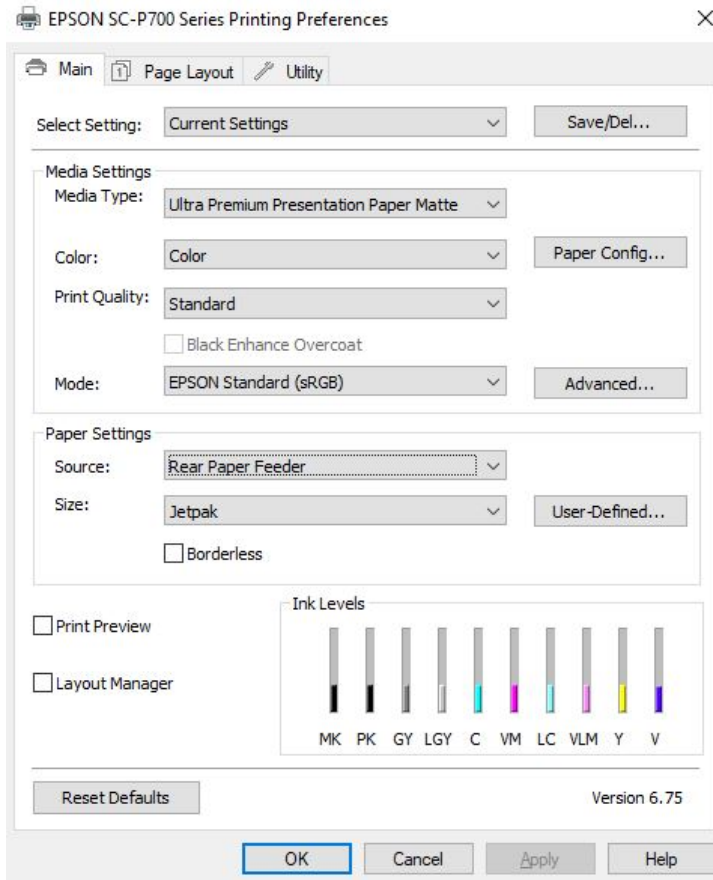 EPSON SC-P700 Series Printing Preferences
Main
1
Page Layout
Utility
Select Setting:
Current Settings
Save/Del...
Media Settings
Media Type:
Ultra Premium Presentation Paper Matte
Color:
Color
Paper Config...
Print Quality:
Standard
Black Enhance Overcoat
Mode:
EPSON Standard (sRGB)
Advanced...
Paper Settings
Source:
Rear Paper Feeder
Size:
Jetpak
User-Defined...
Borderless
Print Preview
Layout Manager
Ink Levels
MK PK GY LGY C VM LC VLM Y V
Reset Defaults
Version 6.75
OK
Cancel
Apply
Help